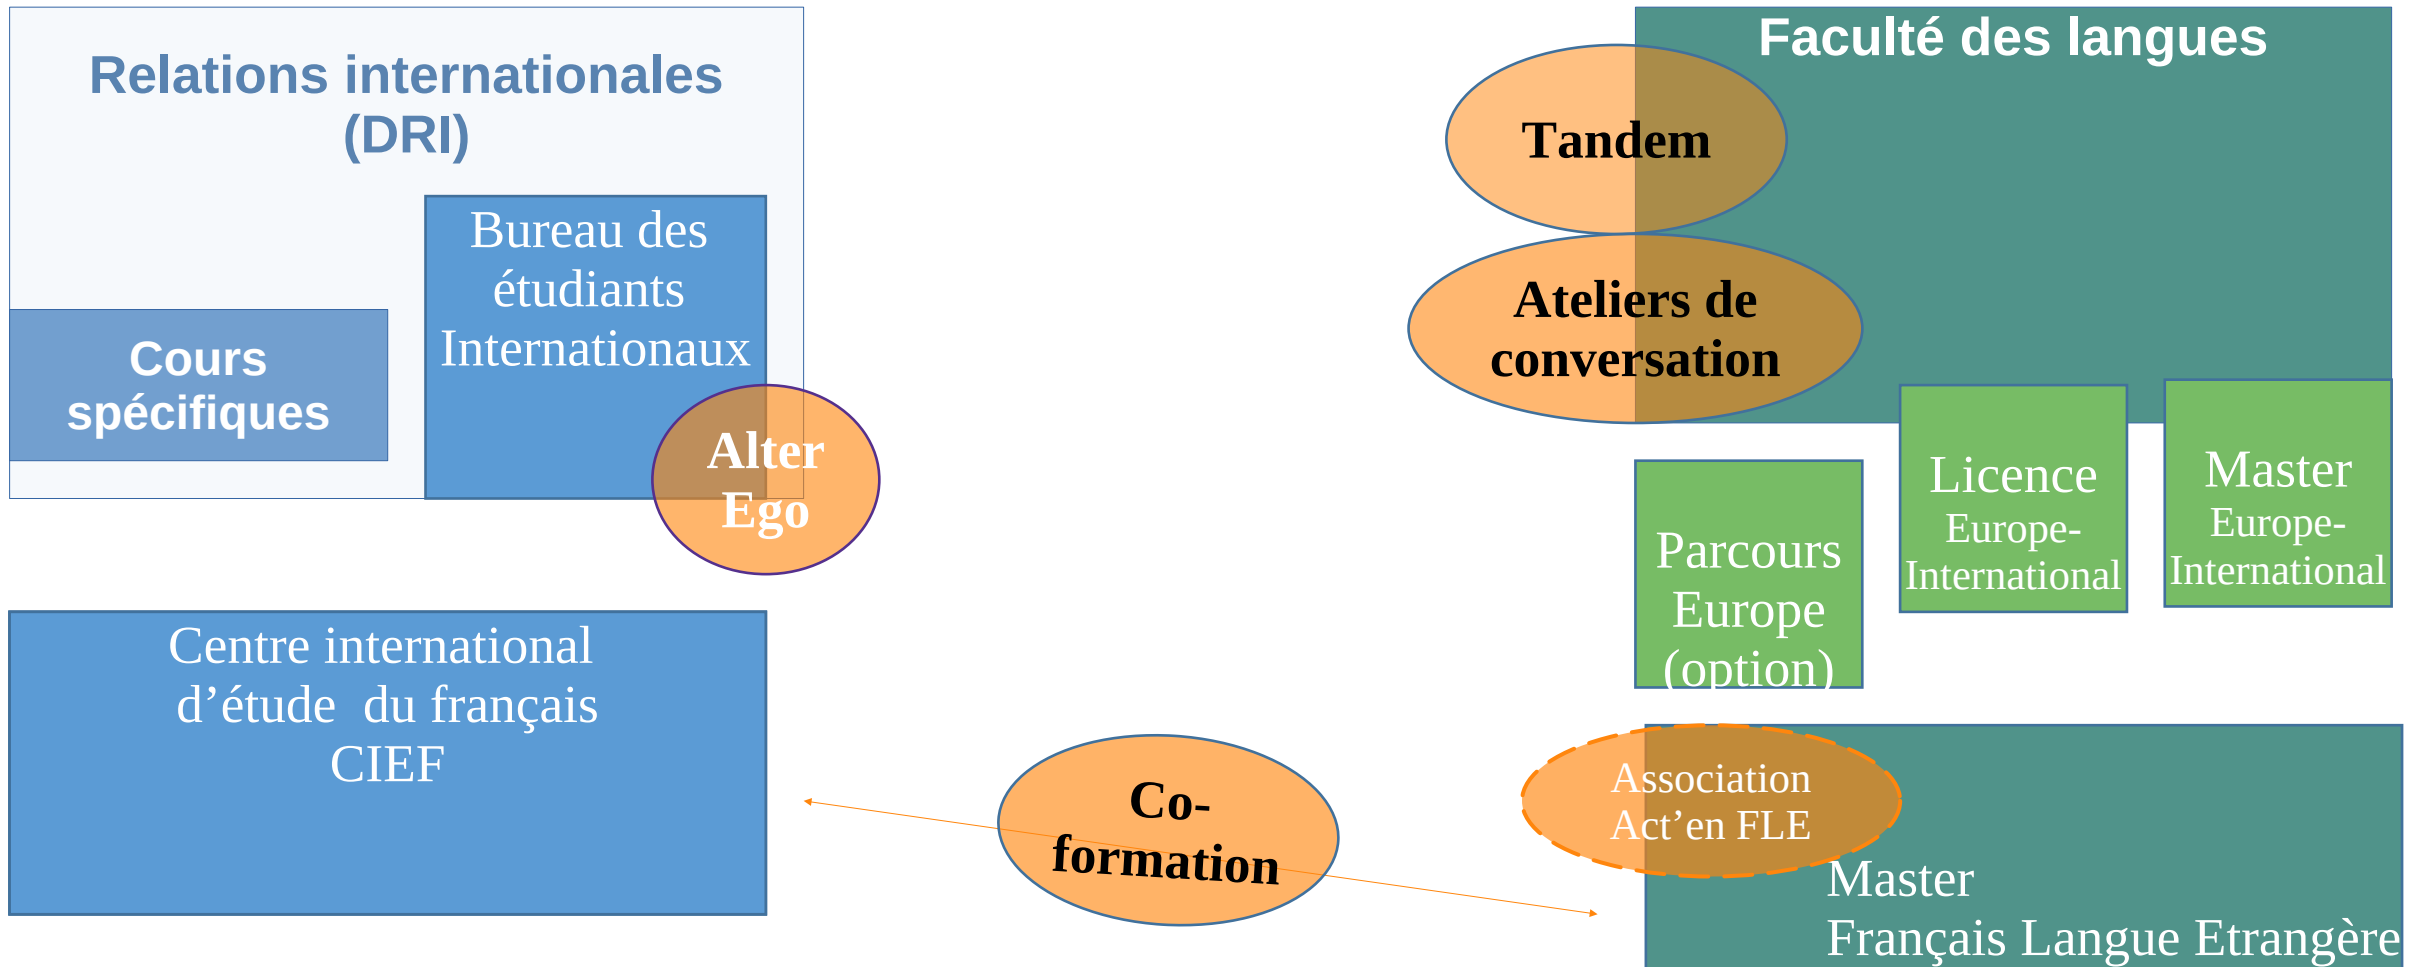 Relations internationales
(DRI)
Bureau des
étudiants
Internationaux
Cours
spécifiques
Alter
Ego
Centre international
d’étude  du français
CIEF
Co-
formation
Faculté des langues
Tandem
Ateliers de
conversation
Parcours
Europe
(option)
Licence
Europe-
International
Master
Europe-
International
Association
Act’en FLE
Master
Français Langue Etrangère